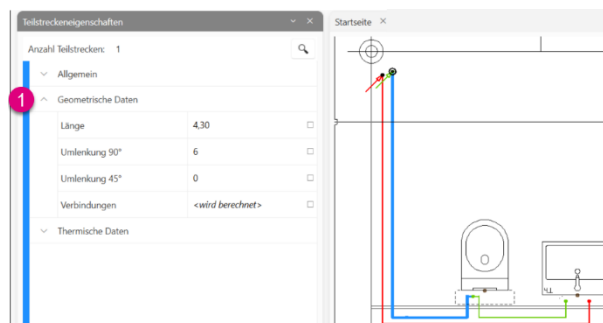 Teilstreckeneigenschaften
Startseite
Anzahl Teilstrecken: 1
Allgemein
1
Geometrische Daten
Länge 4,30
Umlenkung 90° 6
Umlenkung 45° 0
Verbindungen <wird berechnet>
Thermische Daten